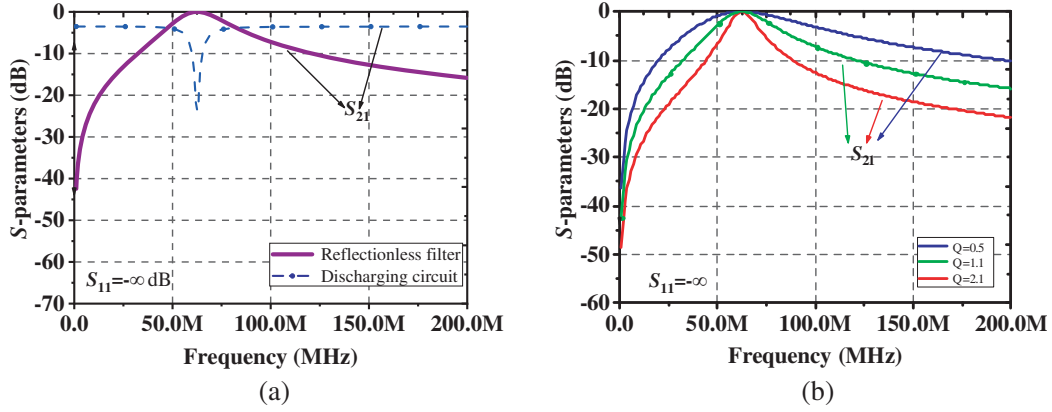 0
-10
-20
-30
-40
-50
-60
-70
S-parameters (dB)
S21
Reflectionless filter
Discharging circuit
S11=-∞ dB
0.0 50.0M 100.0M 150.0M 200.0M
Frequency (MHz)
(a)
0
-10
-20
-30
-40
-50
-60
S-parameters (dB)
S21
Q=0.5
Q=1.1
Q=2.1
S11=-∞
0.0 50.0M 100.0M 150.0M 200.0M
Frequency (MHz)
(b)